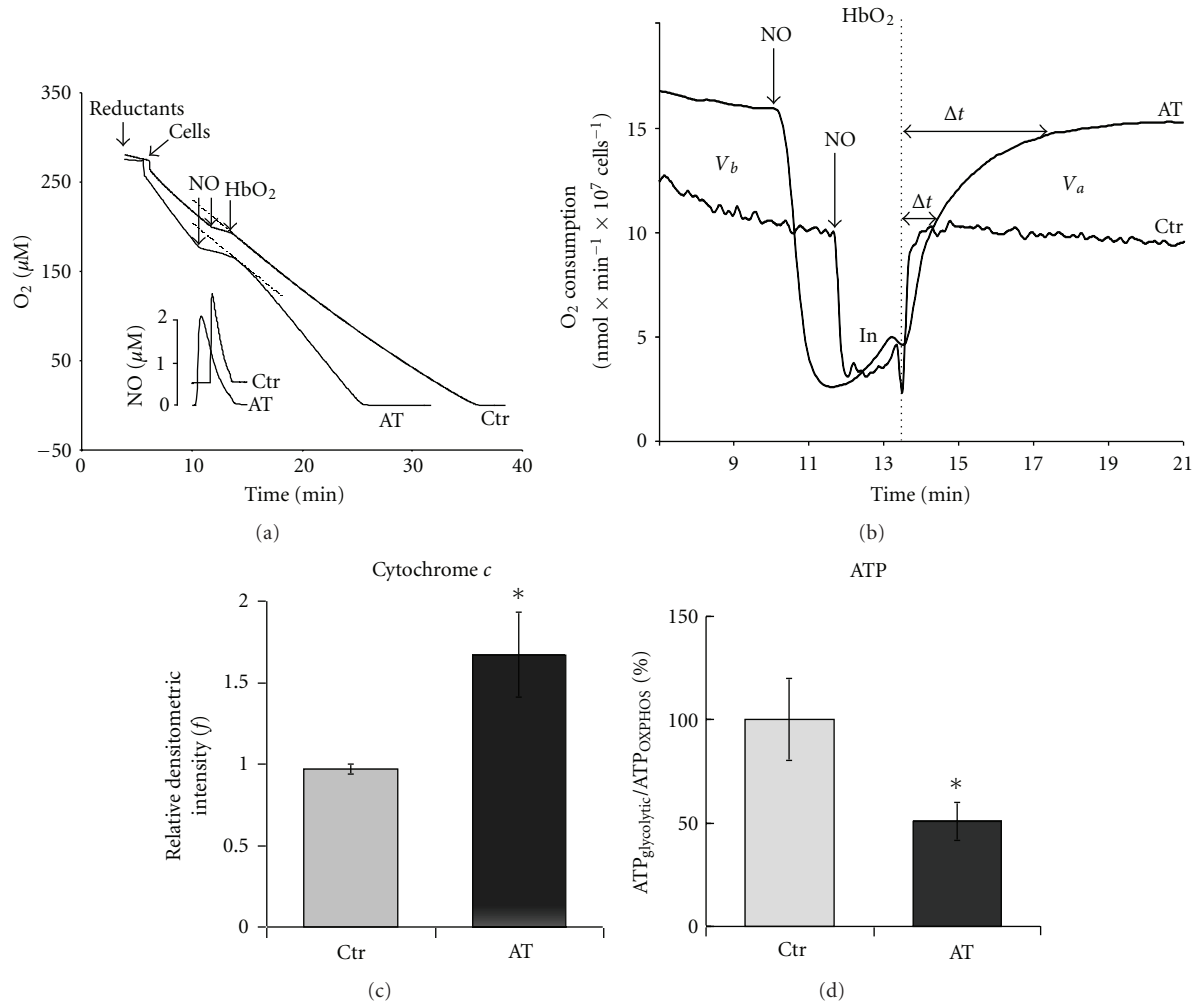 350
250
150
50
−50
O₂ (μM)
Reductants
Cells
NO
HbO₂
NO (μM)
2
1
0
Ctr
AT
AT
Ctr
0
10
20
30
40
Time (min)
(a)
HbO₂
NO
NO
Δt
Δt
V_b
V_a
In
AT
Ctr
15
10
5
0
O₂ consumption
(nmol × min⁻¹ × 10⁷ cells⁻¹)
9
11
13
15
17
19
21
Time (min)
(b)
Cytochrome c
2
1.5
1
0.5
0
Relative densitometric
intensity (f)
*
Ctr
AT
(c)
ATP
150
100
50
0
ATP_glycolytic/ATP_OXPHOS (%)
*
Ctr
AT
(d)